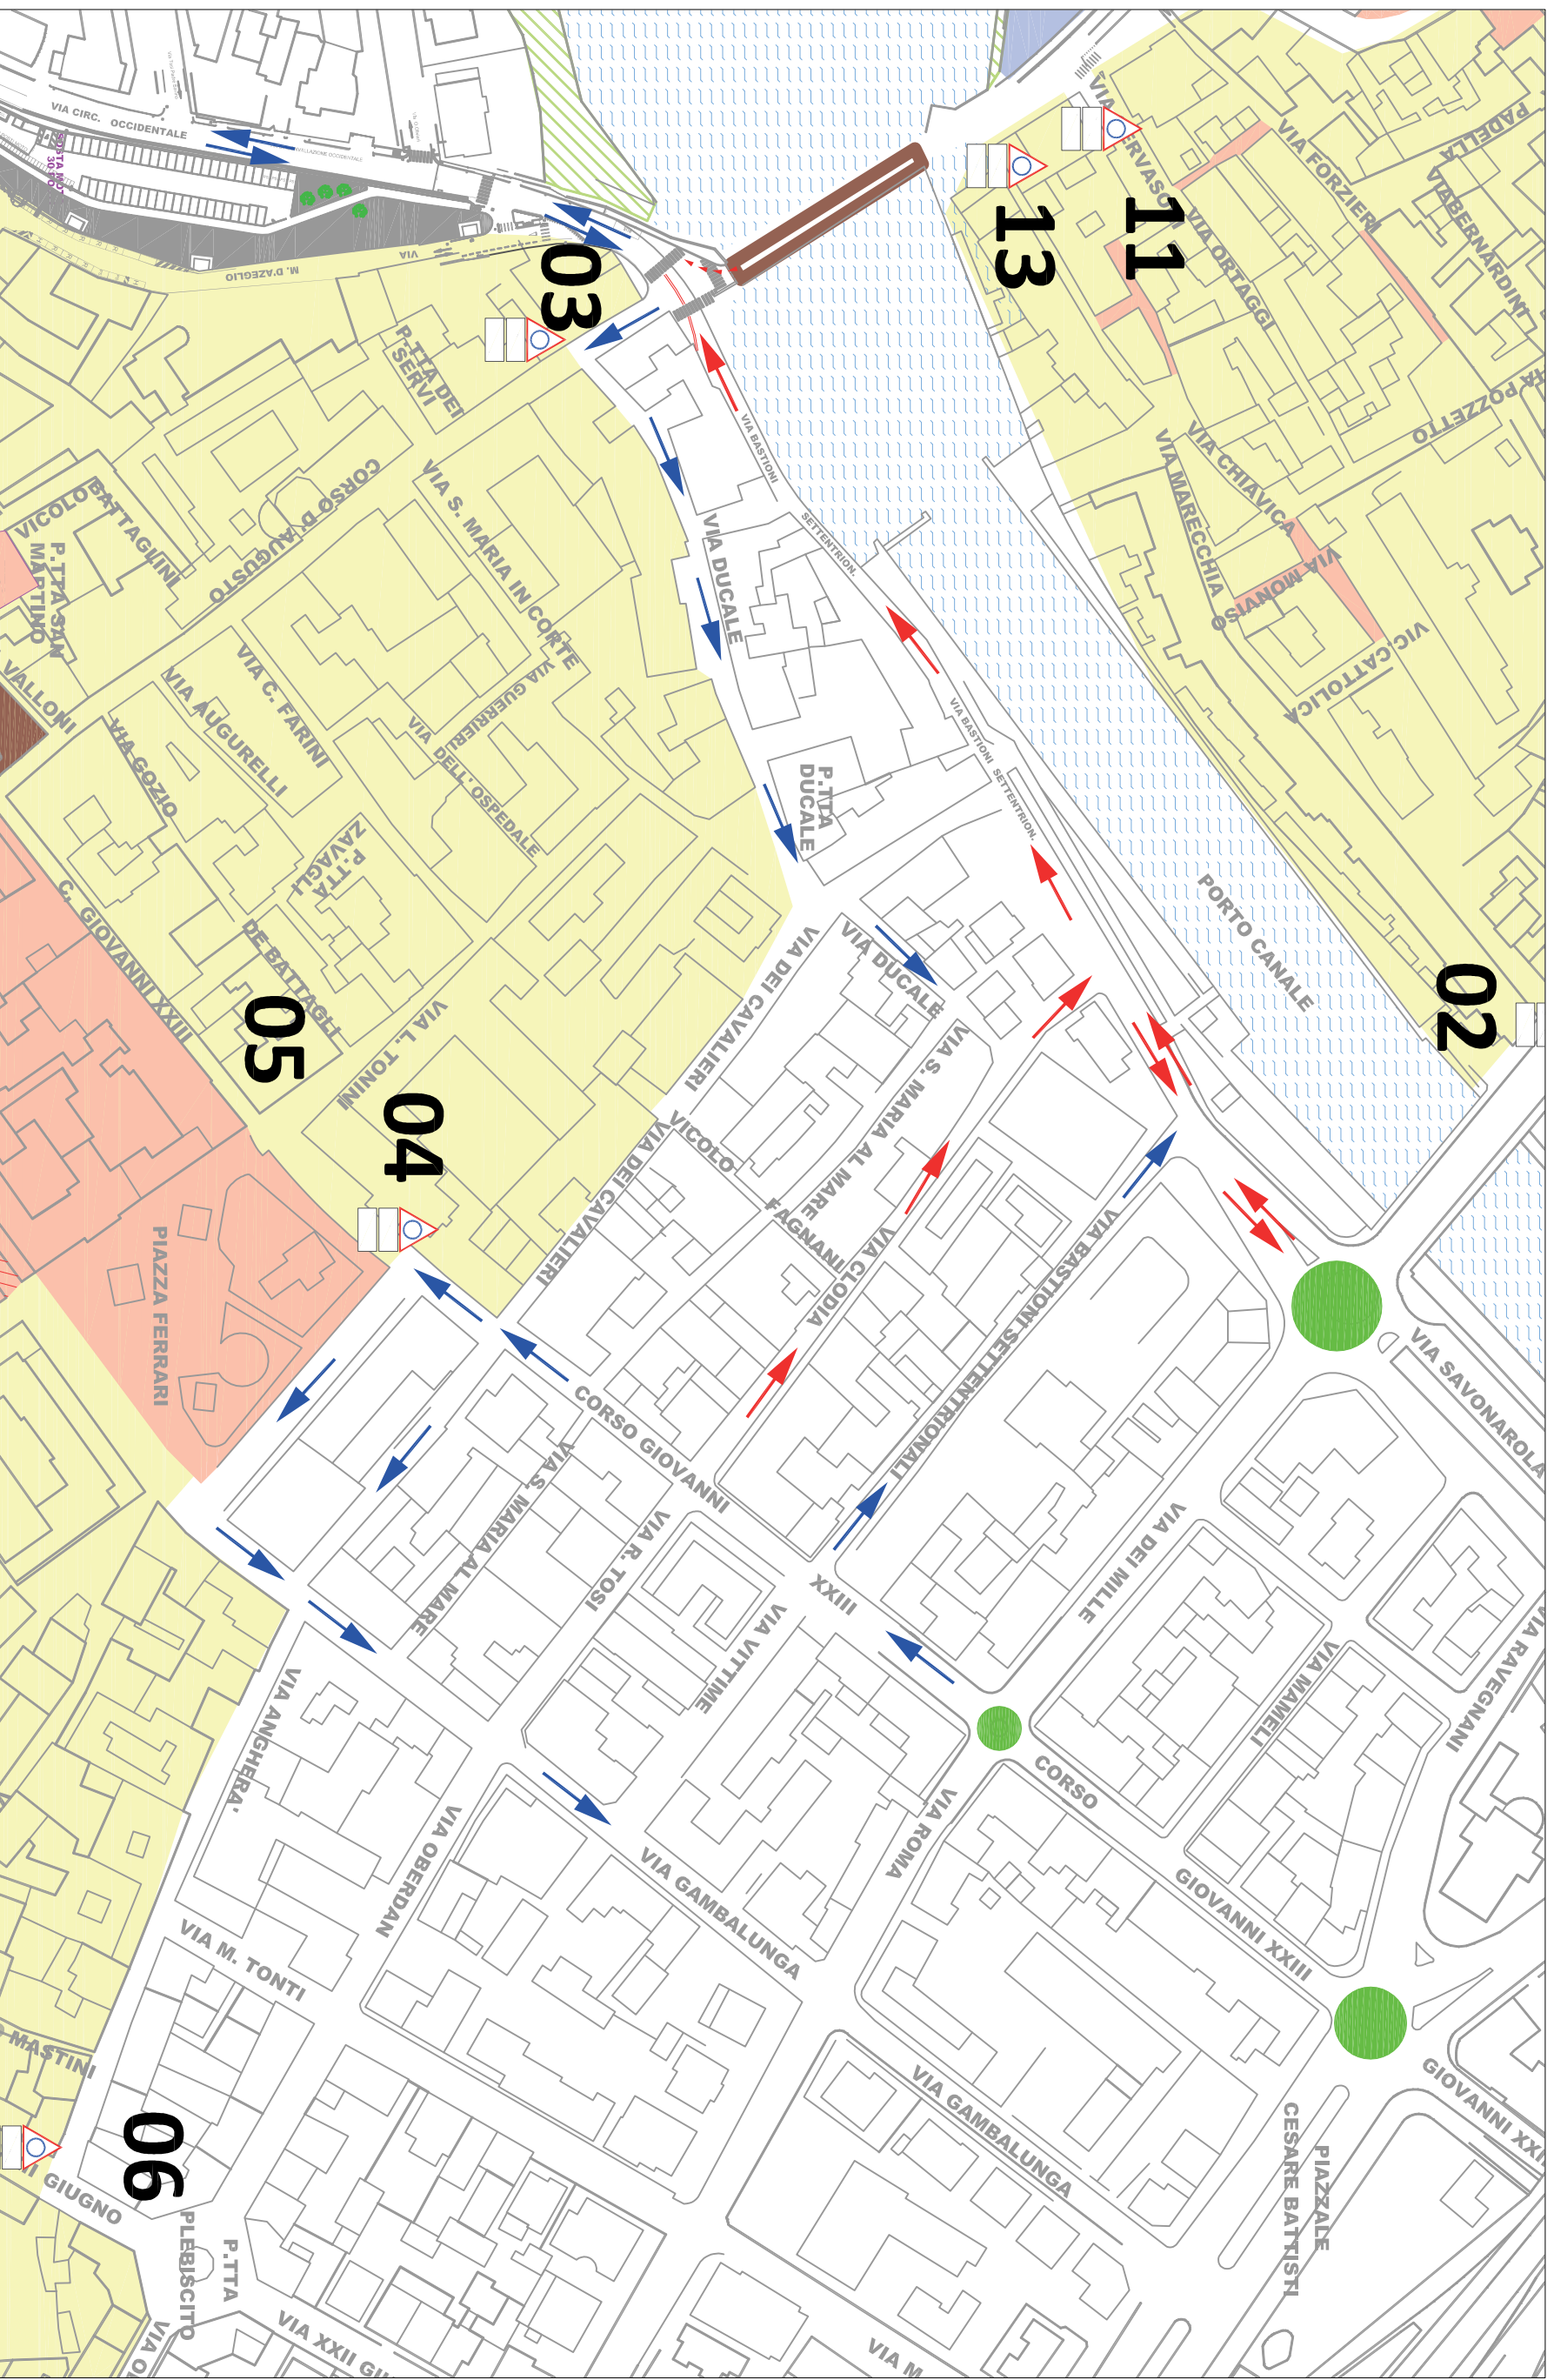 VIA CIRC. OCCIDENTALE
CIRCONVALLAZIONE OCCIDENTALE
VIA
M. D'AZEGLIO
03
P.TTA DEI
SERVI
CORSO D'AUGUSTO
VICOLO
BATTAGLINI
P.TTA SAN
MARTINO
VALLONI
VIA S. MARIA IN CORTE
VIA C. FARINI
VIA AUGURELLI
VIA GOZIO
VIA GUERRIERI
VIA DELL'OSPEDALE
P.TTA
ZAVAGLI
DE BATTAGLI
C. GIOVANNI XXIII
05
VIA L. TONINI
04
PIAZZA FERRARI
11
13
VIA FORZIERI
PADELLA
VIA BERNARDINI
VIA ORTAGGI
POZZETTO
VIA CHIAVICA
VIA MARECCHIA
VIA MONVISO
VIC. CATTOLICA
02
PORTO CANALE
VIA BASTIONI
SETTENTRION.
VIA BASTIONI SETTENTRION.
VIA DUCALE
P.TTA
DUCALE
VIA DUCALE
VIA DEI CAVALIERI
VIA DEI CAVALIERI
VICOLO
FAGNANI
VIA S. MARIA AL MARE
VIA CLODIA
VIA BASTIONI SETTENTRIONALI
VIA SAVONAROLA
CORSO GIOVANNI
XXIII
VIA S. MARIA AL MARE
VIA R. TOSI
VIA VITTIME
VIA DEI MILLE
VIA MAMELI
VIA RAVEGNANI
CORSO
GIOVANNI XXIII
VIA ROMA
VIA ANGHERA'
VIA OBERDAN
VIA GAMBALUNGA
VIA M. TONTI
MASTINI
VIA GAMBALUNGA
PIAZZALE
CESARE BATTISTI
06
GIUGNO
P.TTA
PLEBISCITO
VIA M